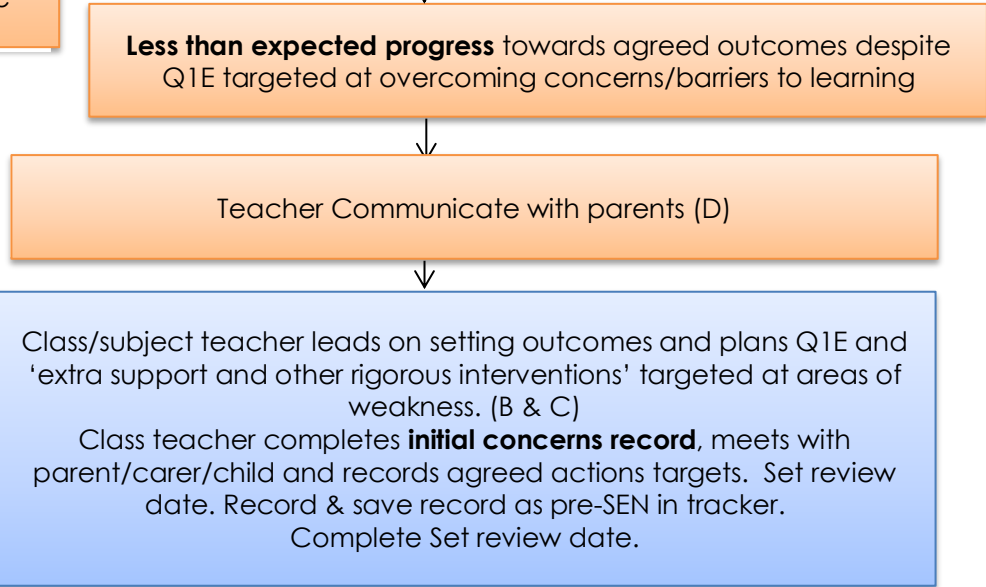 Less than expected progress towards agreed outcomes despite
Q1E targeted at overcoming concerns/barriers to learning
Teacher Communicate with parents (D)
Class/subject teacher leads on setting outcomes and plans Q1E and
‘extra support and other rigorous interventions’ targeted at areas of
weakness. (B & C)
Class teacher completes initial concerns record, meets with
parent/carer/child and records agreed actions targets.  Set review
date. Record & save record as pre-SEN in tracker.
Complete Set review date.